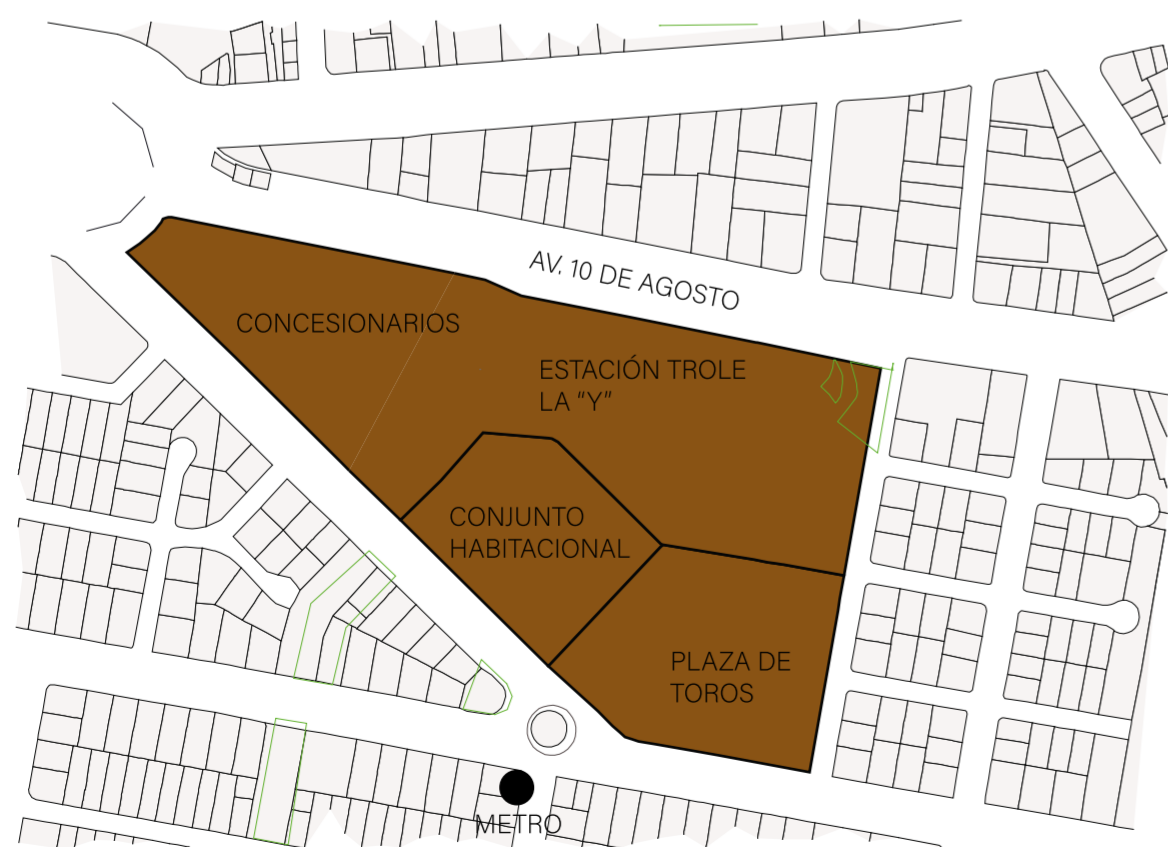 AV. 10 DE AGOSTO
CONCESIONARIOS
ESTACIÓN TROLE
LA “Y”
CONJUNTO
HABITACIONAL
PLAZA DE
TOROS
METRO